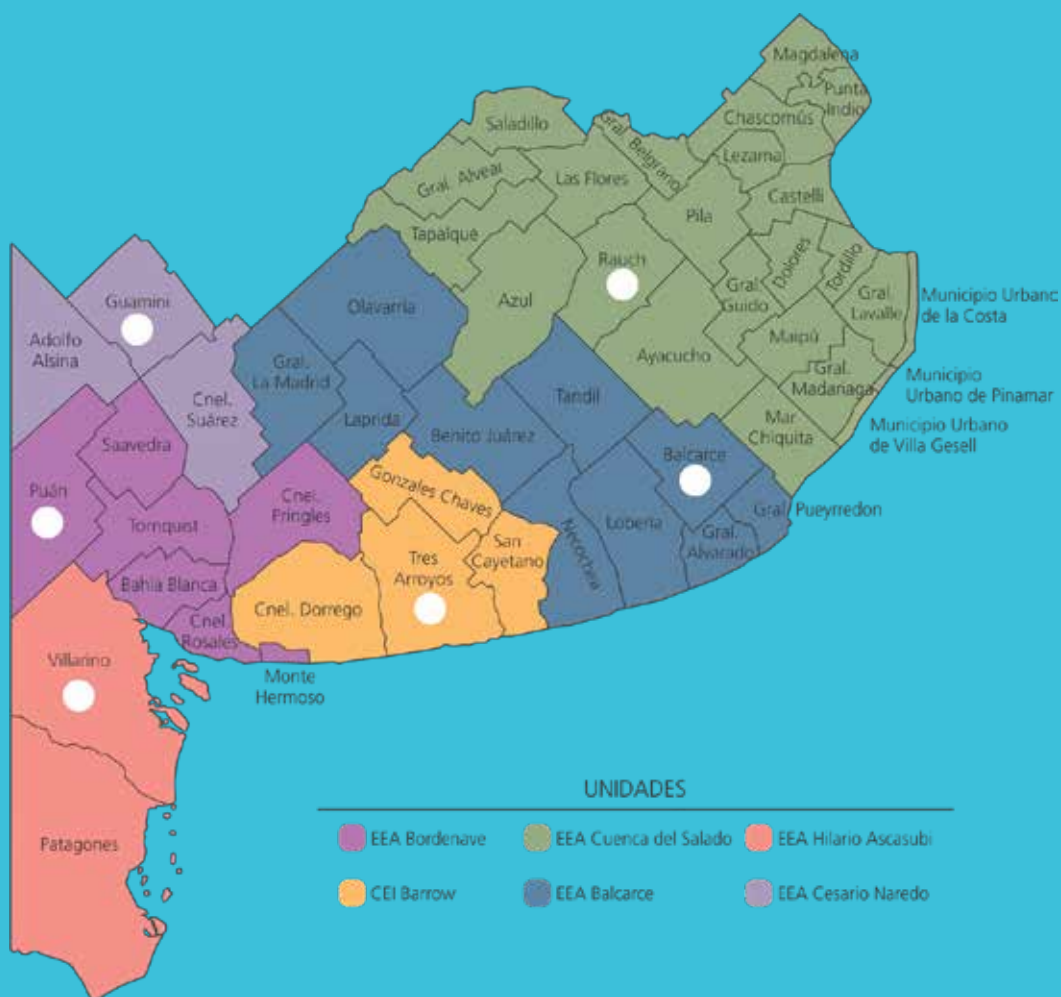 Magdalena
Punta
Indio
Chascomús
Saladillo
Gral. Belgrano
Lezama
Gral. Alvear
Las Flores
Castelli
Pila
Tapalqué
Dolores
Tordillo
Rauch
Guamini
Azul
Gral.
Guido
Gral.
Lavalle
Municipio Urbano
de la Costa
Olavarria
Adolfo
Alsina
Maipú
Ayacucho
Gral.
La Madrid
Gral.
Madariaga
Municipio
Urbano de Pinamar
Cnel.
Suárez
Tandil
Laprida
Mar
Chiquita
Municipio Urbano
de Villa Gesell
Benito Juárez
Saavedra
Balcarce
Gonzales Chaves
Puán
Cnel.
Pringles
Gral. Pueyrredon
Tornquist
Necochea
Lobería
Gral.
Alvarado
San
Cayetano
Tres
Arroyos
Bahía Blanca
Cnel. Dorrego
Cnel.
Rosales
Villarino
Monte
Hermoso
Patagones
UNIDADES
EEA Bordenave
EEA Cuenca del Salado
EEA Hilario Ascasubi
CEI Barrow
EEA Balcarce
EEA Cesario Naredo